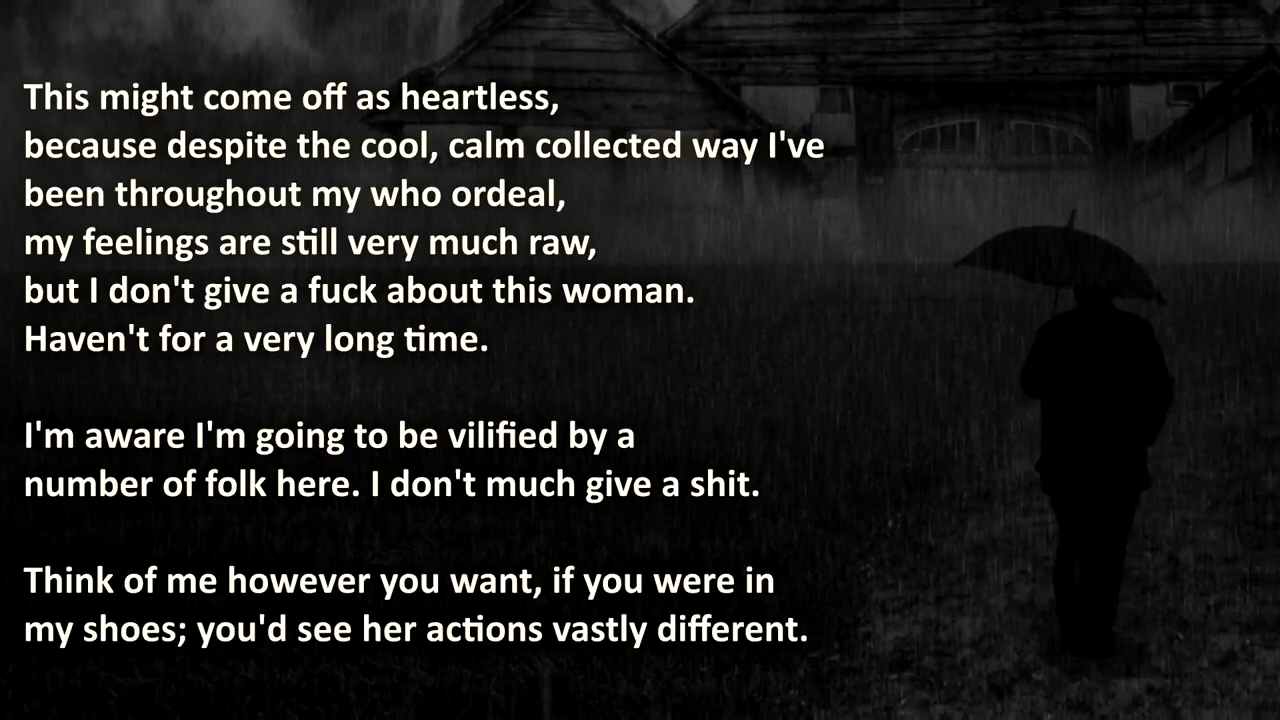 This might come off as heartless,
because despite the cool, calm collected way I've
been throughout my who ordeal,
my feelings are still very much raw,
but I don't give a fuck about this woman.
Haven't for a very long time.
I'm aware I'm going to be vilified by a
number of folk here. I don't much give a shit.
Think of me however you want, if you were in
my shoes; you'd see her actions vastly different.